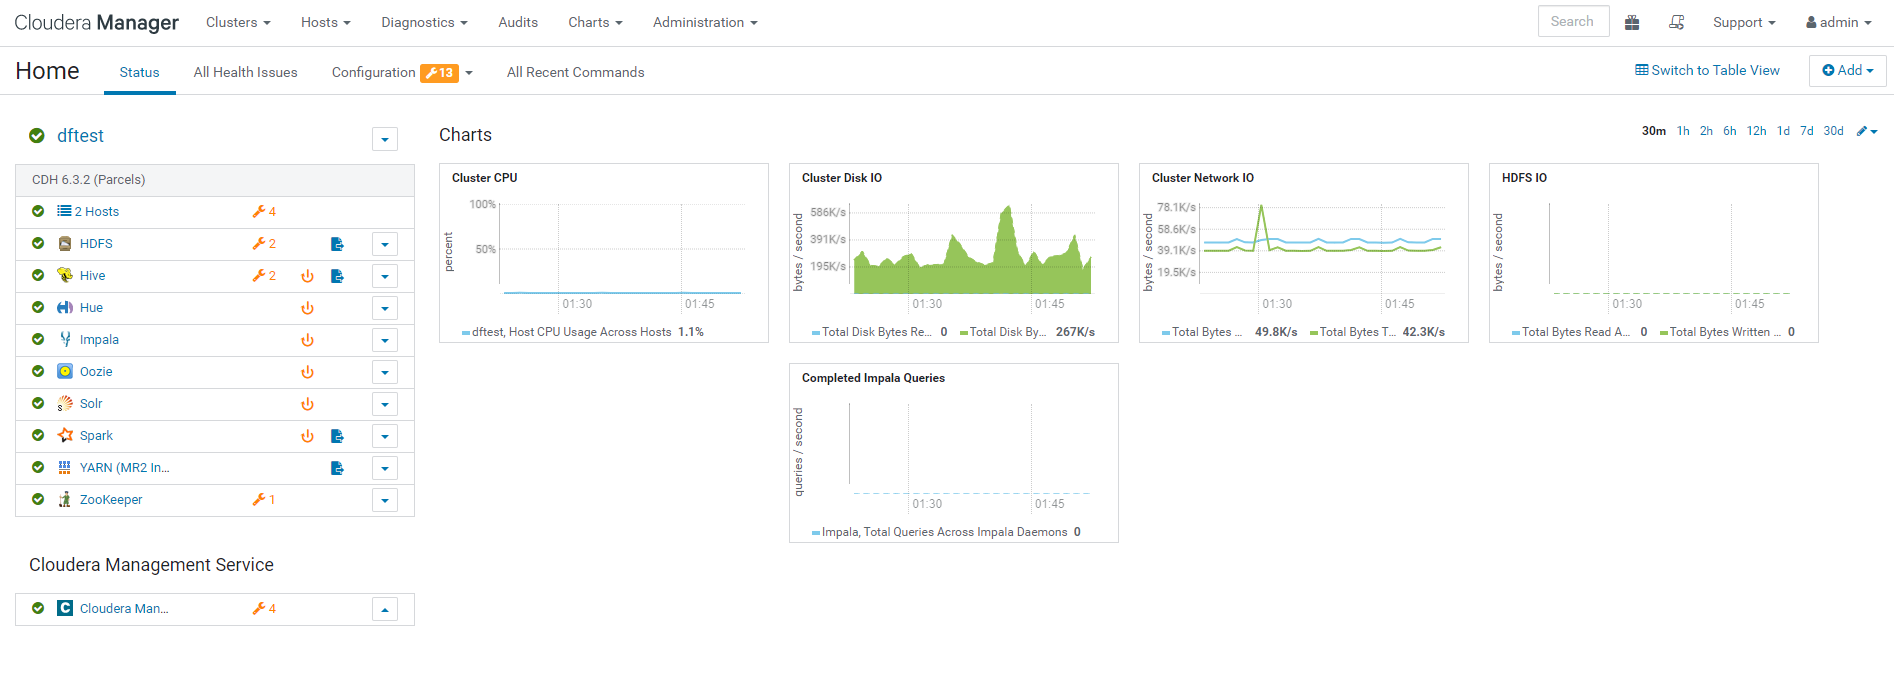 Cloudera Manager Clusters Hosts Diagnostics Audits Charts Administration Search Support admin
Home Status All Health Issues Configuration 13 All Recent Commands Switch to Table View Add
dftest
CDH 6.3.2 (Parcels)
2 Hosts 4
HDFS 2
Hive 2
Hue
Impala
Oozie
Solr
Spark
YARN (MR2 In...
ZooKeeper 1
Cloudera Management Service
C Cloudera Man... 4
Charts 30m 1h 2h 6h 12h 1d 7d 30d
Cluster CPU
percent
100%
50%
01:30 01:45
dftest, Host CPU Usage Across Hosts 1.1%
Cluster Disk IO
bytes / second
586K/s
391K/s
195K/s
01:30 01:45
Total Disk Bytes Re... 0 Total Disk By... 267K/s
Cluster Network IO
bytes / second
78.1K/s
58.6K/s
39.1K/s
19.5K/s
01:30 01:45
Total Bytes ... 49.8K/s Total Bytes T... 42.3K/s
HDFS IO
bytes / second
01:30 01:45
Total Bytes Read A... 0 Total Bytes Written ... 0
Completed Impala Queries
queries / second
01:30 01:45
Impala, Total Queries Across Impala Daemons 0